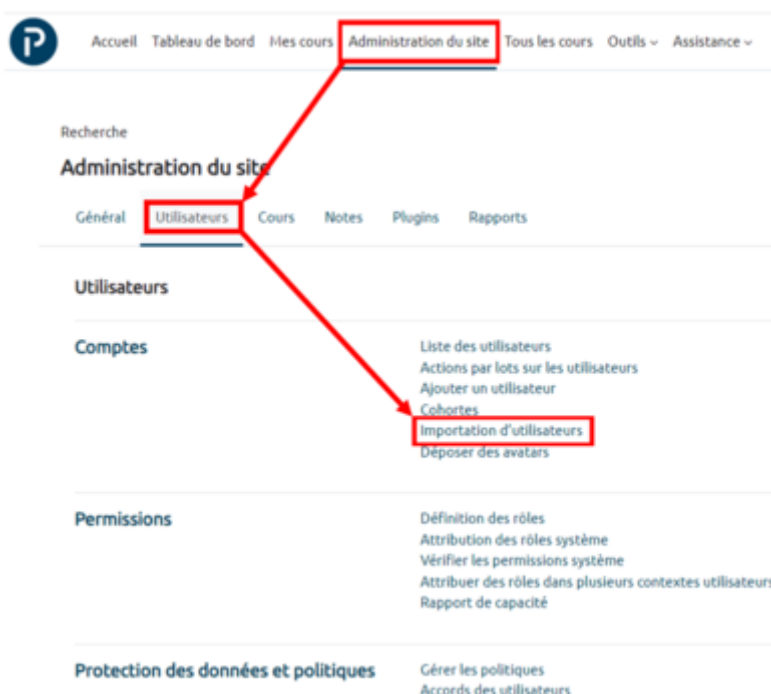 Accueil Tableau de bord Mes cours Administration du site Tous les cours Outils Assistance
Recherche
Administration du site
Général Utilisateurs Cours Notes Plugins Rapports
Utilisateurs
Comptes
Liste des utilisateurs
Actions par lots sur les utilisateurs
Ajouter un utilisateur
Cohortes
Importation d'utilisateurs
Déposer des avatars
Permissions
Définition des rôles
Attribution des rôles système
Vérifier les permissions système
Attribuer des rôles dans plusieurs contextes utilisateurs
Rapport de capacité
Protection des données et politiques
Gérer les politiques
Accords des utilisateurs